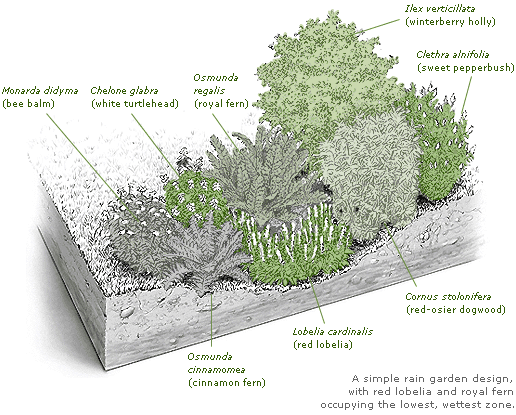 Ilex verticillata
(winterberry holly)
Clethra alnifolia
(sweet pepperbush)
Osmunda
regalis
(royal fern)
Monarda didyma
(bee balm)
Chelone glabra
(white turtlehead)
Cornus stolonifera
(red-osier dogwood)
Lobelia cardinalis
(red lobelia)
Osmunda
cinnamomea
(cinnamon fern)
A simple rain garden design,
with red lobelia and royal fern
occupying the lowest, wettest zone.